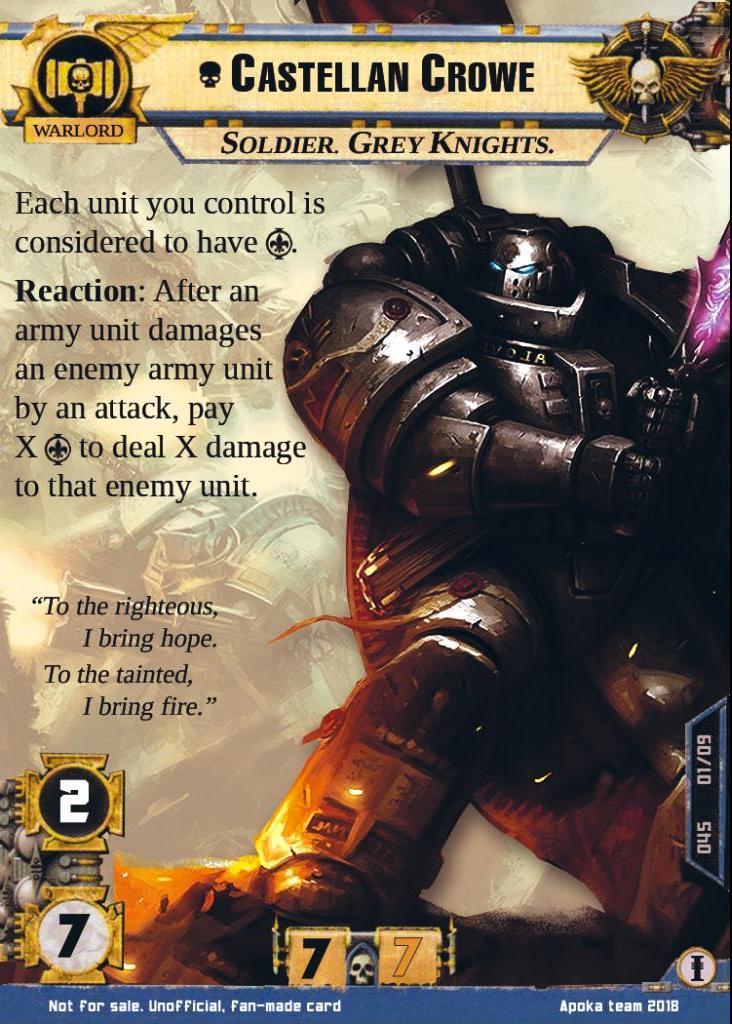 CASTELLAN CROWE
WARLORD
SOLDIER. GREY KNIGHTS.
Each unit you control is
considered to have .
Reaction: After an
army unit damages
an enemy army unit
by an attack, pay
X to deal X damage
to that enemy unit.
“To the righteous,
I bring hope.
To the tainted,
I bring fire.”
2
7
7 7
01/09
045
I
Not for sale. Unofficial, fan-made card
Apoka team 2018